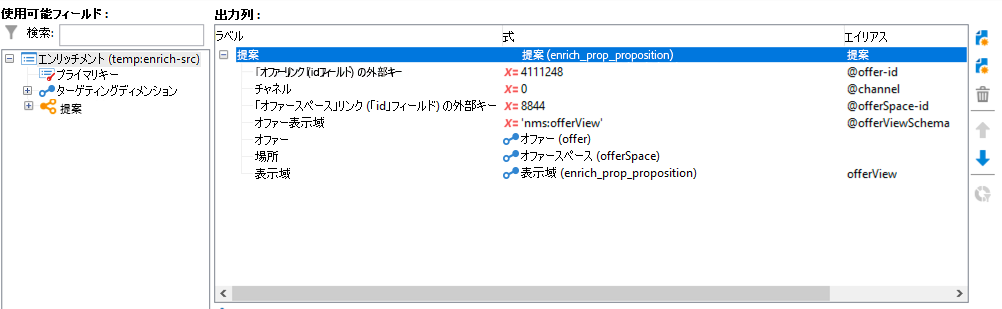 使用可能フィールド:
検索:
エンリッチメント (temp:enrich-src)
プライマリキー
ターゲティングディメンション
提案
出力列:
ラベル 式 エイリアス
提案 提案 (enrich_prop_proposition) 提案
「オファーリンク「id」フィールド) の外部キー X= 4111248 @offer-id
チャネル X= 0 @channel
「オファースペース」リンク (「id」フィールド) の外部キー X= 8844 @offerSpace-id
オファー表示域 X= 'nms:offerView' @offerViewSchema
オファー オファー (offer)
場所 オファースペース (offerSpace)
表示域 表示域 (enrich_prop_proposition) offerView